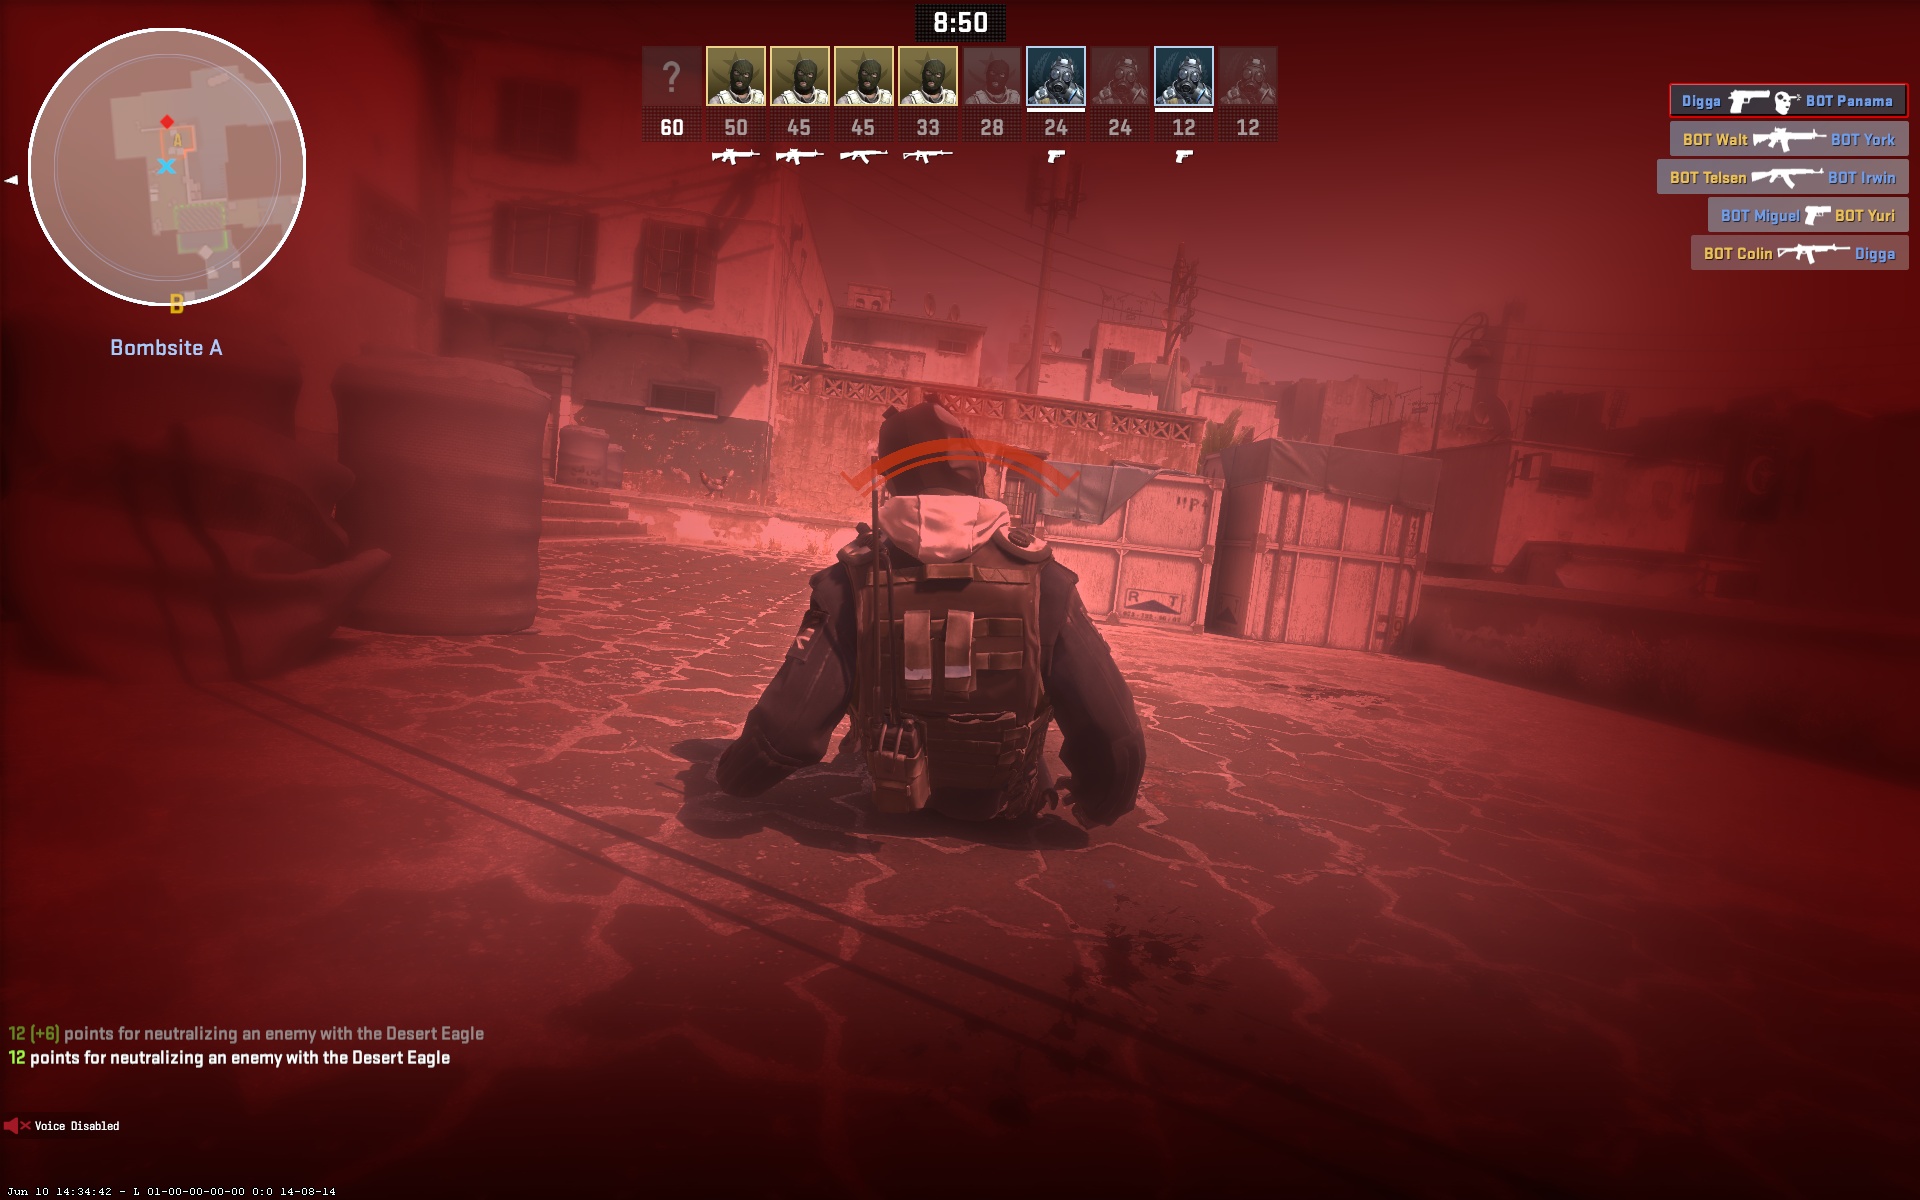 8:50
?
60 50 45 45 33 28 24 24 12 12
A
B
Bombsite A
Digga BOT Panama
BOT Walt BOT York
BOT Telsen BOT Irwin
BOT Miguel BOT Yuri
BOT Colin Digga
R T
12 (+6) points for neutralizing an enemy with the Desert Eagle
12 points for neutralizing an enemy with the Desert Eagle
Voice Disabled
Jun 10 14:34:42 - L 01-00-00-00-00 0:0 14-08-14